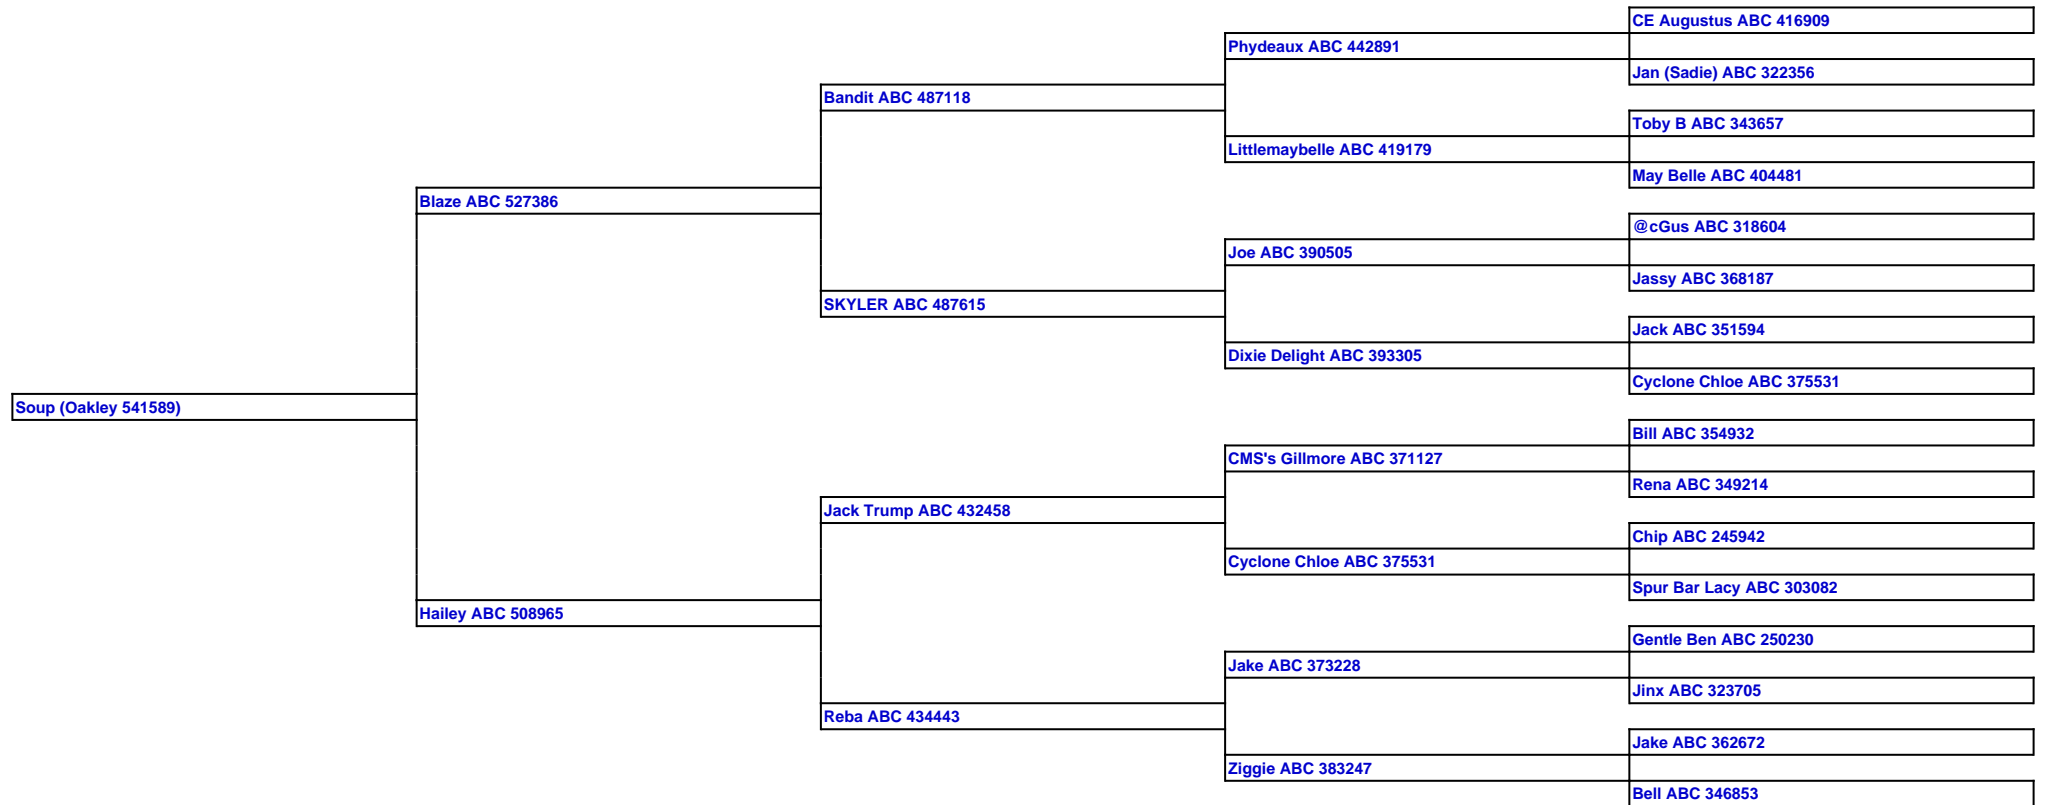 CE Augustus ABC 416909
Phydeaux ABC 442891
Jan (Sadie) ABC 322356
Bandit ABC 487118
Toby B ABC 343657
Littlemaybelle ABC 419179
May Belle ABC 404481
Blaze ABC 527386
@cGus ABC 318604
Joe ABC 390505
Jassy ABC 368187
SKYLER ABC 487615
Jack ABC 351594
Dixie Delight ABC 393305
Cyclone Chloe ABC 375531
Soup (Oakley 541589)
Bill ABC 354932
CMS's Gillmore ABC 371127
Rena ABC 349214
Jack Trump ABC 432458
Chip ABC 245942
Cyclone Chloe ABC 375531
Spur Bar Lacy ABC 303082
Hailey ABC 508965
Gentle Ben ABC 250230
Jake ABC 373228
Jinx ABC 323705
Reba ABC 434443
Jake ABC 362672
Ziggie ABC 383247
Bell ABC 346853